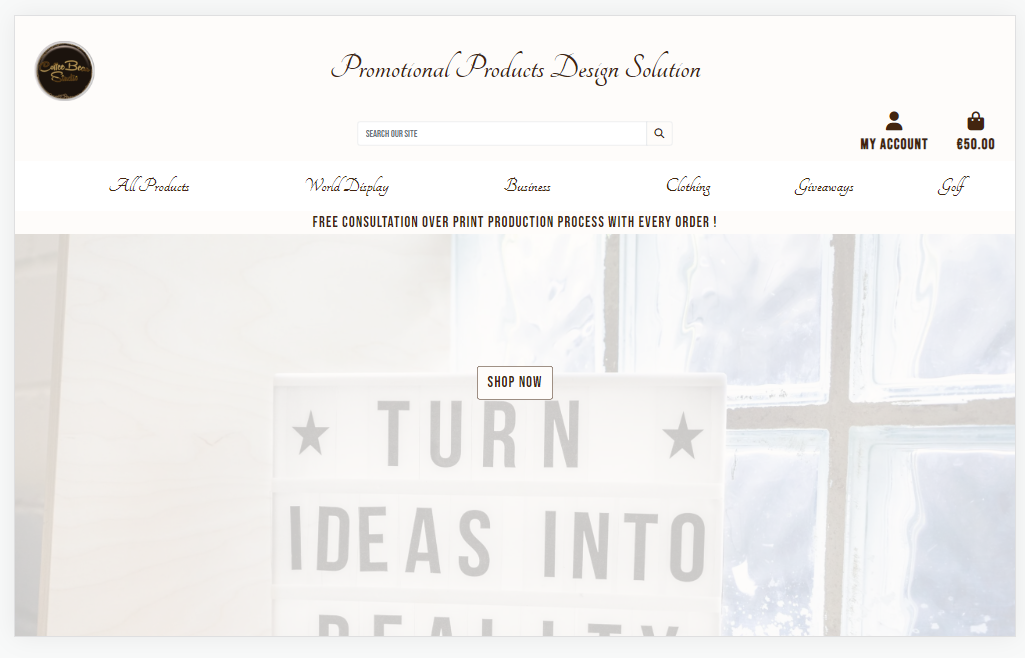 Coffee Bean
Studio
Promotional Products Design Solution
SEARCH OUR SITE
MY ACCOUNT
€50.00
All Products
World Display
Business
Clothing
Giveaways
Golf
FREE CONSULTATION OVER PRINT PRODUCTION PROCESS WITH EVERY ORDER !
SHOP NOW
★ TURN ★
IDEAS INTO
REALITY